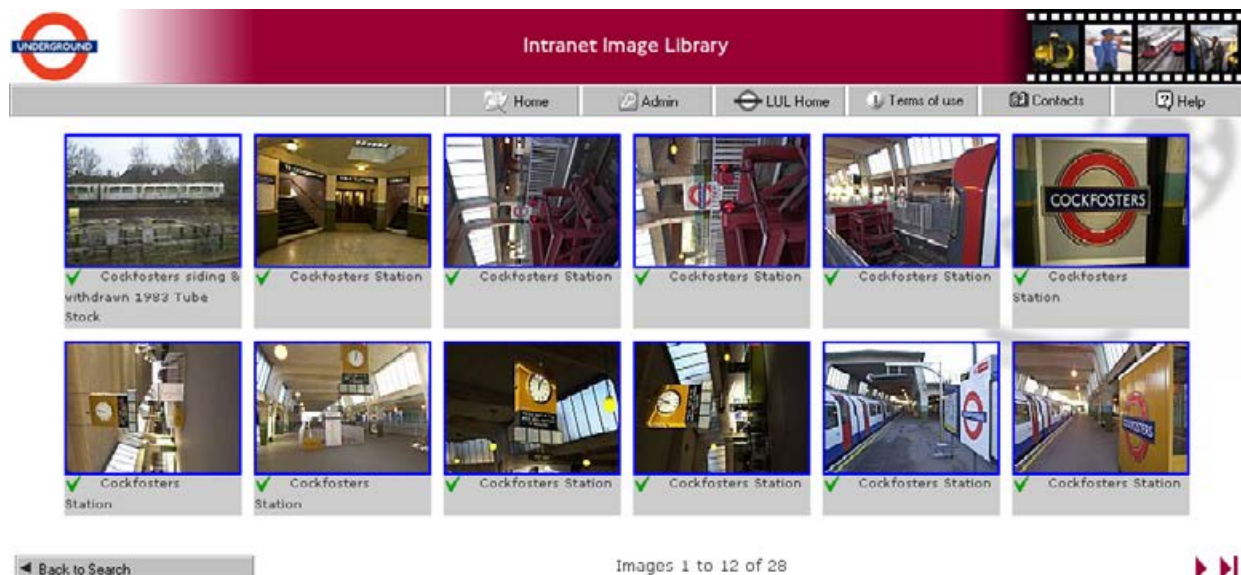 UNDERGROUND
Intranet Image Library
Home
Admin
LUL Home
Terms of use
Contacts
Help
COCKFOSTERS
Cockfosters siding &
withdrawn 1983 Tube
Stock
Cockfosters Station
Cockfosters Station
Cockfosters Station
Cockfosters Station
Cockfosters
Station
COCKFOSTERS
Cockfosters
Station
Cockfosters
Station
Cockfosters Station
Cockfosters Station
Cockfosters Station
Cockfosters Station
Back to Search
Images 1 to 12 of 28